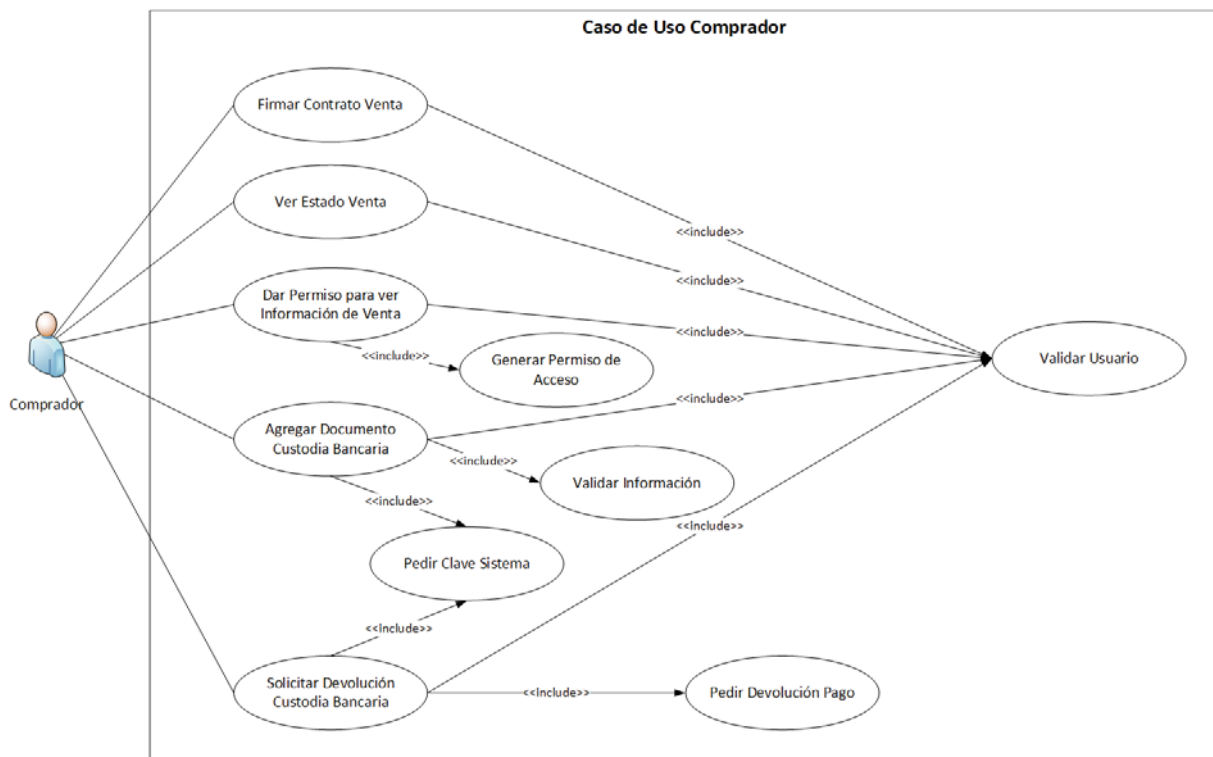 Caso de Uso Comprador
Firmar Contrato Venta
Ver Estado Venta
<<include>>
<<include>>
Dar Permiso para ver
Información de Venta
<<include>>
<<include>>
Generar Permiso de
Acceso
Validar Usuario
Comprador
<<include>>
Agregar Documento
Custodia Bancaria
<<include>>
Validar Información
<<include>>
<<Include>>
Pedir Clave Sistema
<<Include>>
Solicitar Devolución
Custodia Bancaria
<<Include>>
Pedir Devolución Pago